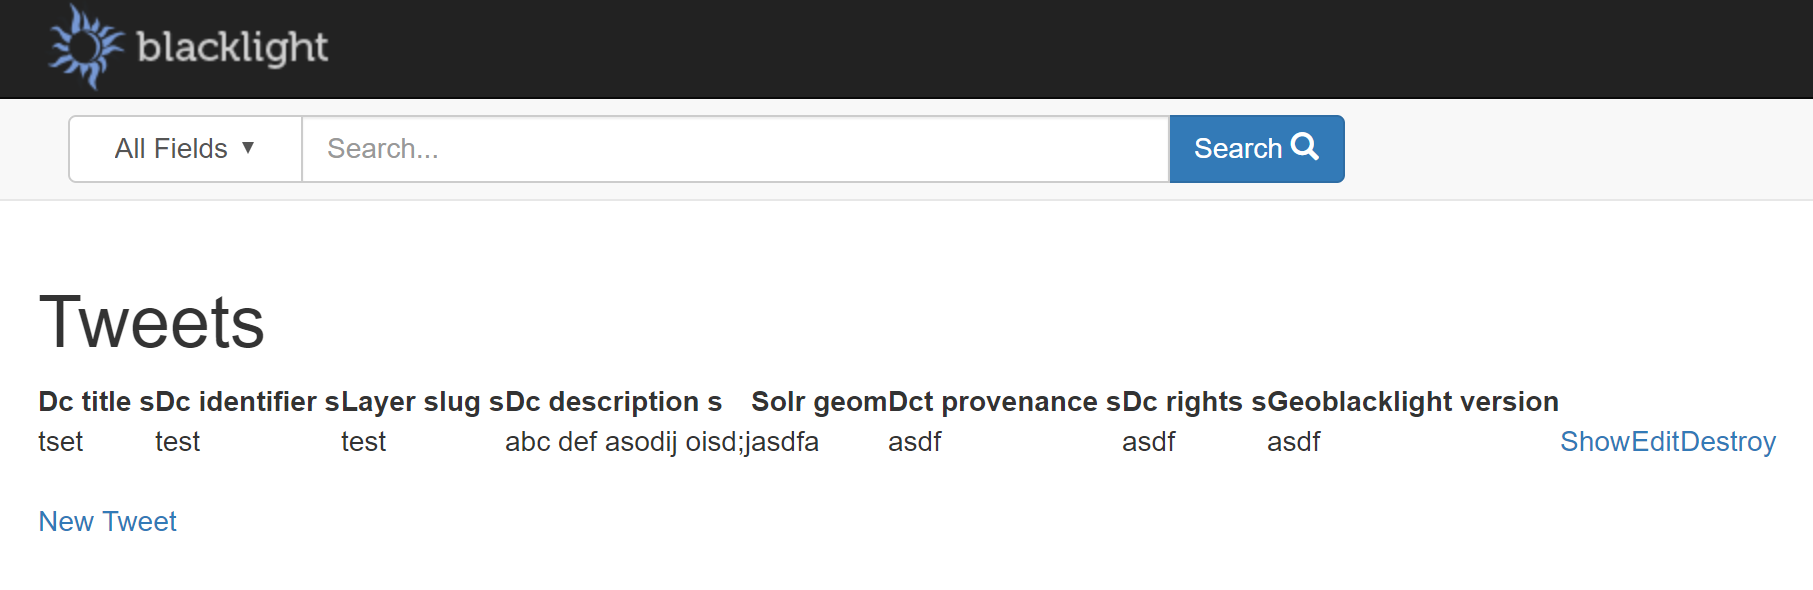 blacklight
All Fields ▼ Search... Search
Tweets
Dc title s Dc identifier s Layer slug s Dc description s Solr geom Dct provenance s Dc rights s Geoblacklight version
tset test test abc def asodij oisd;j asdfa asdf asdf asdf Show Edit Destroy
New Tweet